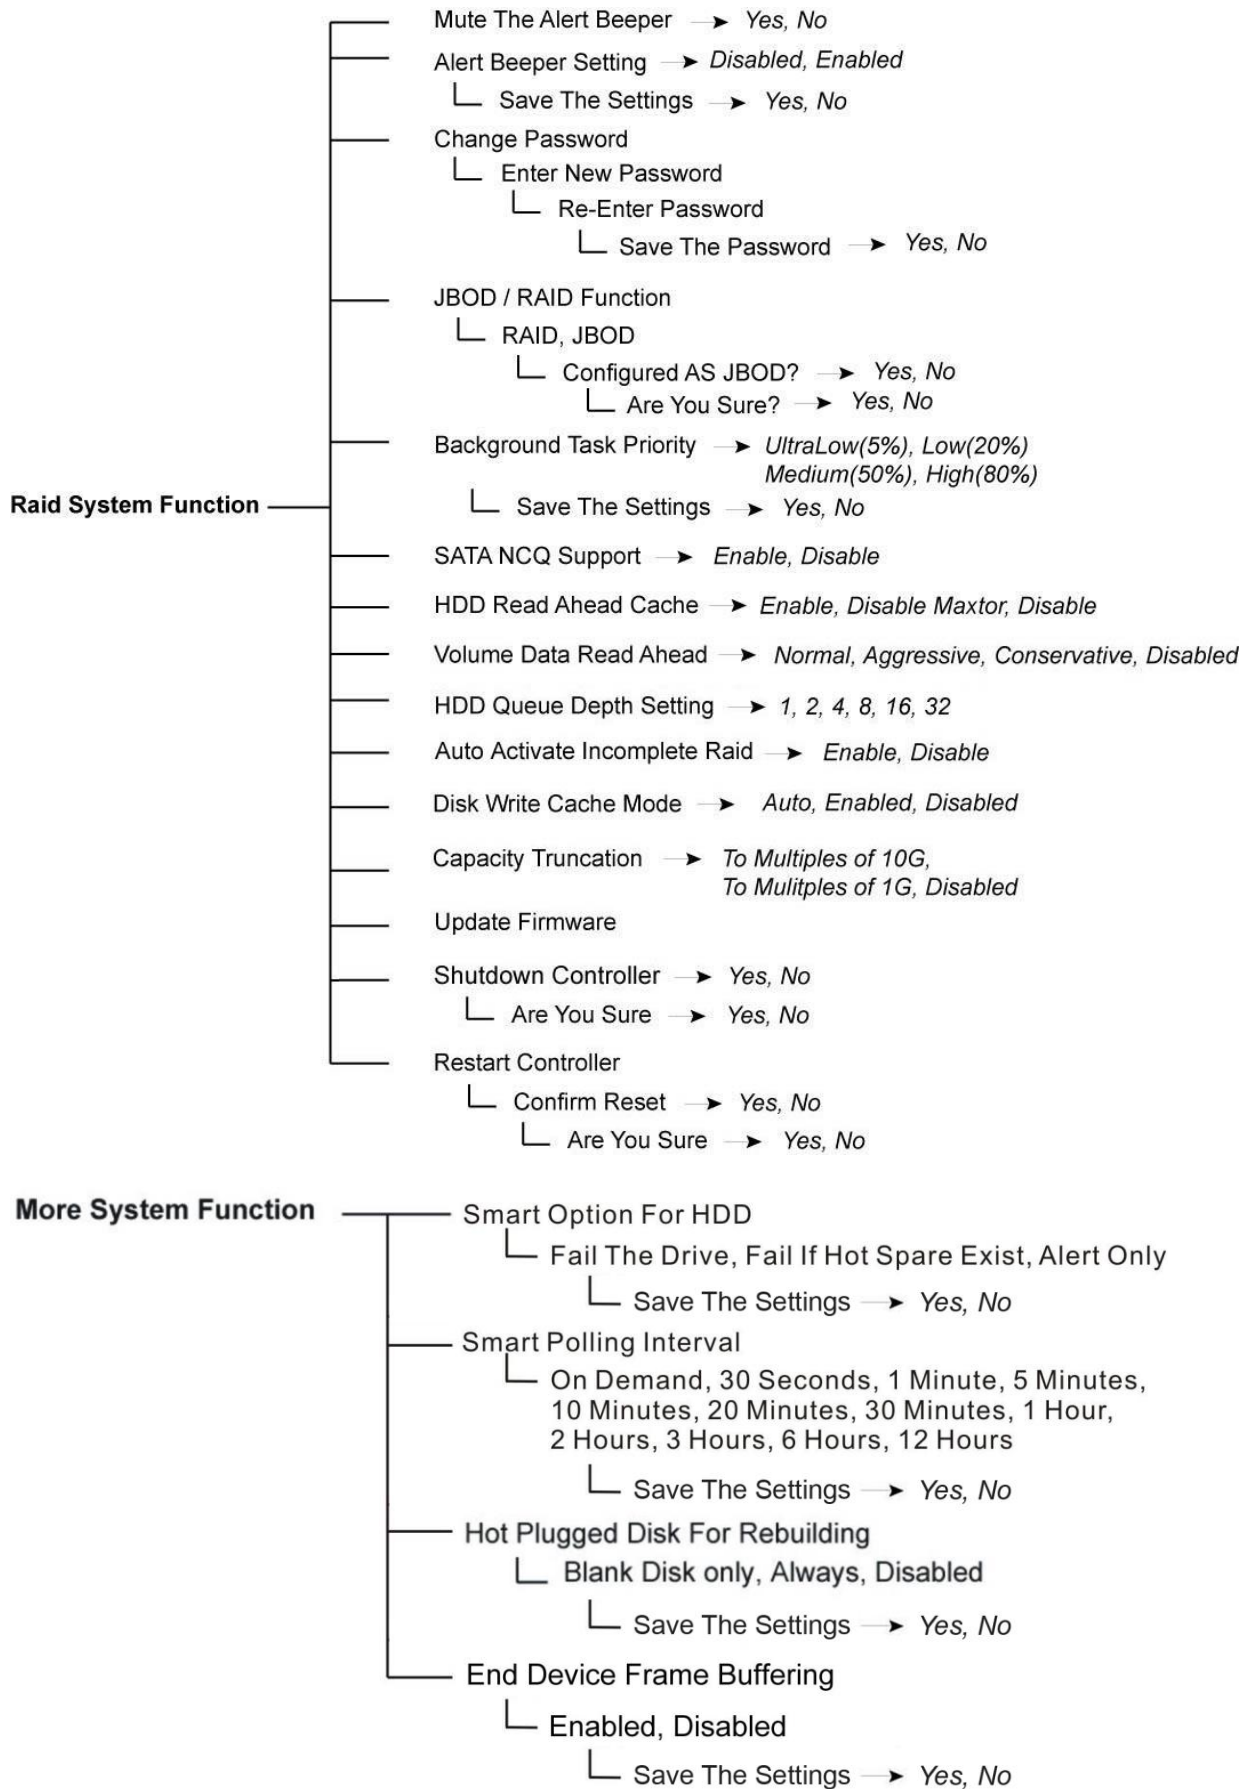 Mute The Alert Beeper Yes, No
Alert Beeper Setting Disabled, Enabled
Save The Settings Yes, No
Change Password
Enter New Password
Re-Enter Password
Save The Password Yes, No
JBOD / RAID Function
RAID, JBOD
Configured AS JBOD? Yes, No
Are You Sure? Yes, No
Background Task Priority UltraLow(5%), Low(20%)
Medium(50%), High(80%)
Raid System Function
Save The Settings Yes, No
SATA NCQ Support Enable, Disable
HDD Read Ahead Cache Enable, Disable Maxtor, Disable
Volume Data Read Ahead Normal, Aggressive, Conservative, Disabled
HDD Queue Depth Setting 1, 2, 4, 8, 16, 32
Auto Activate Incomplete Raid Enable, Disable
Disk Write Cache Mode Auto, Enabled, Disabled
Capacity Truncation To Multiples of 10G,
To Mulitples of 1G, Disabled
Update Firmware
Shutdown Controller Yes, No
Are You Sure Yes, No
Restart Controller
Confirm Reset Yes, No
Are You Sure Yes, No
More System Function
Smart Option For HDD
Fail The Drive, Fail If Hot Spare Exist, Alert Only
Save The Settings Yes, No
Smart Polling Interval
On Demand, 30 Seconds, 1 Minute, 5 Minutes,
10 Minutes, 20 Minutes, 30 Minutes, 1 Hour,
2 Hours, 3 Hours, 6 Hours, 12 Hours
Save The Settings Yes, No
Hot Plugged Disk For Rebuilding
Blank Disk only, Always, Disabled
Save The Settings Yes, No
End Device Frame Buffering
Enabled, Disabled
Save The Settings Yes, No